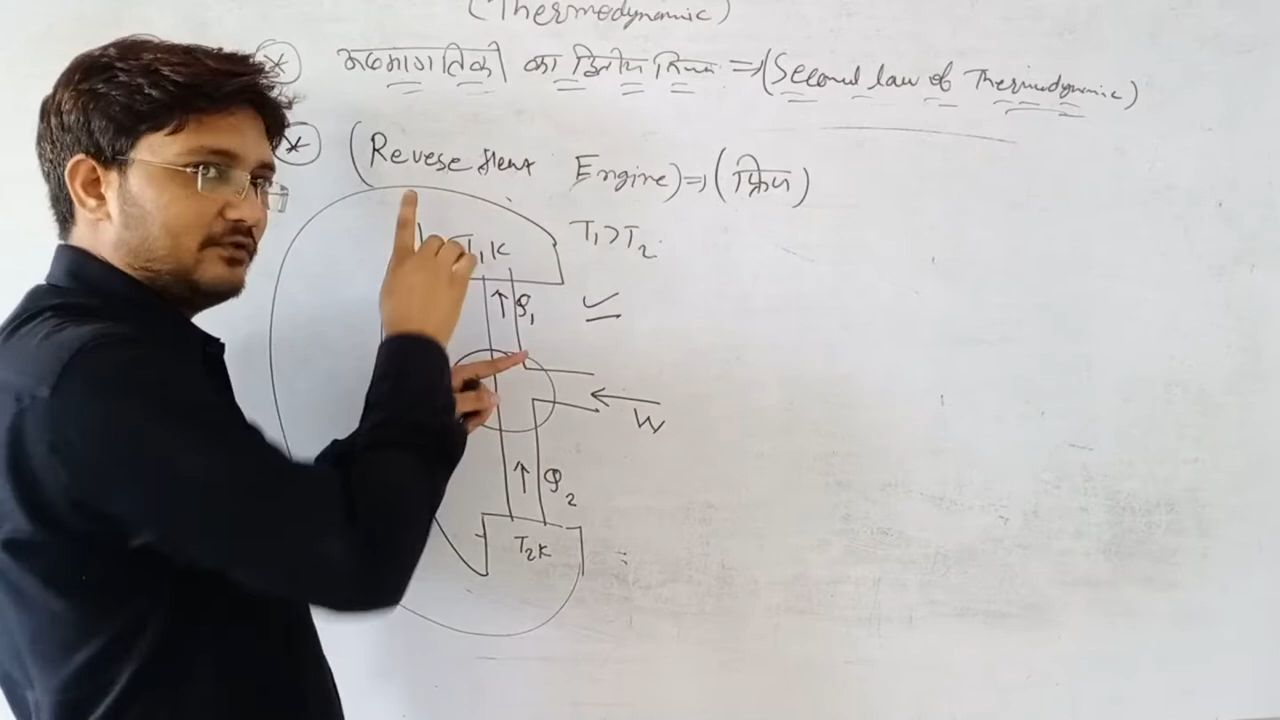 (Thermodynamic)
* ऊष्मागतिकी का द्वितीय नियम ⇒ (Second law of Thermodynamic)
* (Revese Heat Engine) ⇒ (फ्रिज)
T₁K
T₁>T₂
↑ Q₁
← W
↑ Q₂
T₂K